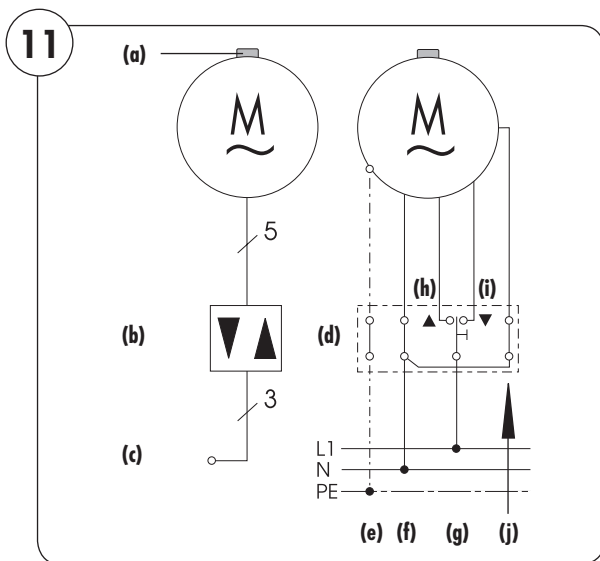 11
(a)
M
~
M
~
5
(b)
(h)
(i)
(d)
3
(c)
L1
N
PE
(e) (f) (g) (j)